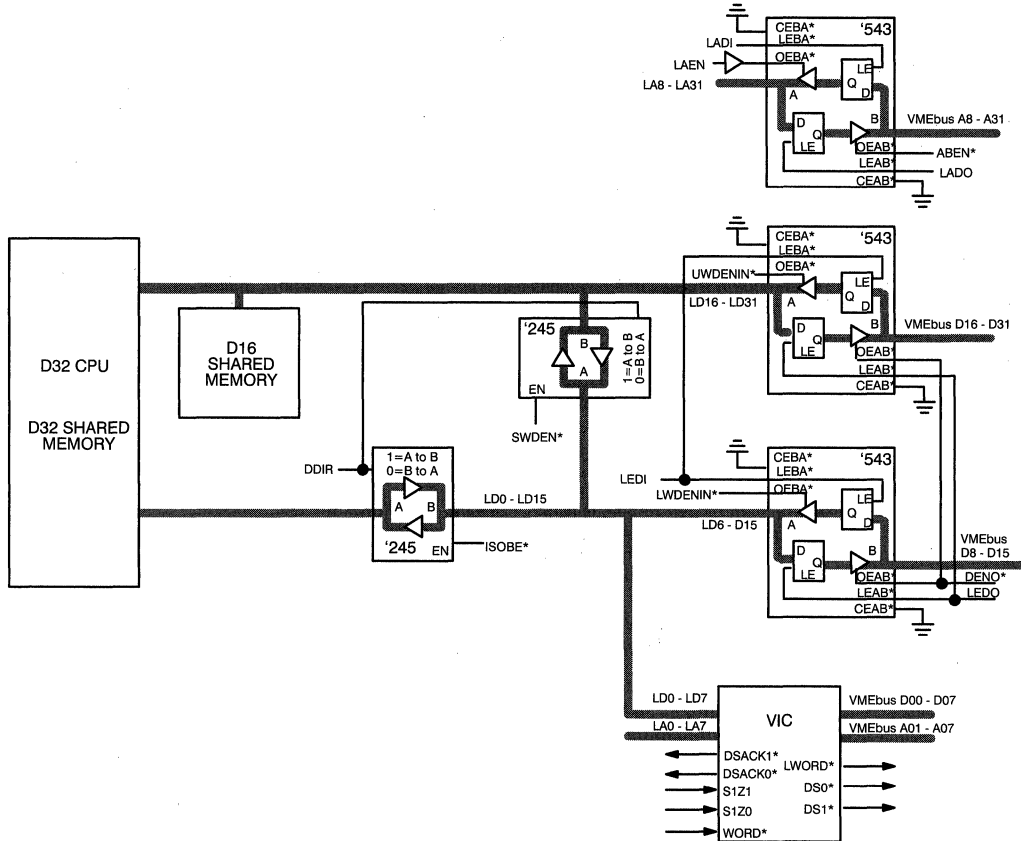 CEBA*
'543
LEBA*
LADI
OEBA*
LAEN
LE
Q
D
LA8 - LA31
A
D
Q
LE
B
VMEbus A8 - A31
OEAB*
ABEN*
LEAB*
LADO
CEAB*
CEBA*
'543
LEBA*
OEBA*
UWDENIN*
LE
Q
D
LD16 - LD31
A
D
Q
LE
B
VMEbus D16 - D31
OEAB*
LEAB*
CEAB*
D32 CPU
D32 SHARED
MEMORY
D16
SHARED
MEMORY
'245
B
A
1=A to B
0=B to A
EN
SWDEN*
DDIR
1=A to B
0=B to A
A
B
'245
EN
ISOBE*
LD0 - LD15
CEBA*
'543
LEBA*
LEDI
OEBA*
LWDENIN*
LE
Q
D
LD6 - D15
A
D
Q
LE
B
VMEbus
D8 - D15
OEAB*
DENO*
LEAB*
LEDO
CEAB*
LD0 - LD7
VIC
VMEbus D00 - D07
LA0 - LA7
VMEbus A01 - A07
DSACK1*
LWORD*
DSACK0*
DS0*
S1Z1
DS1*
S1Z0
WORD*